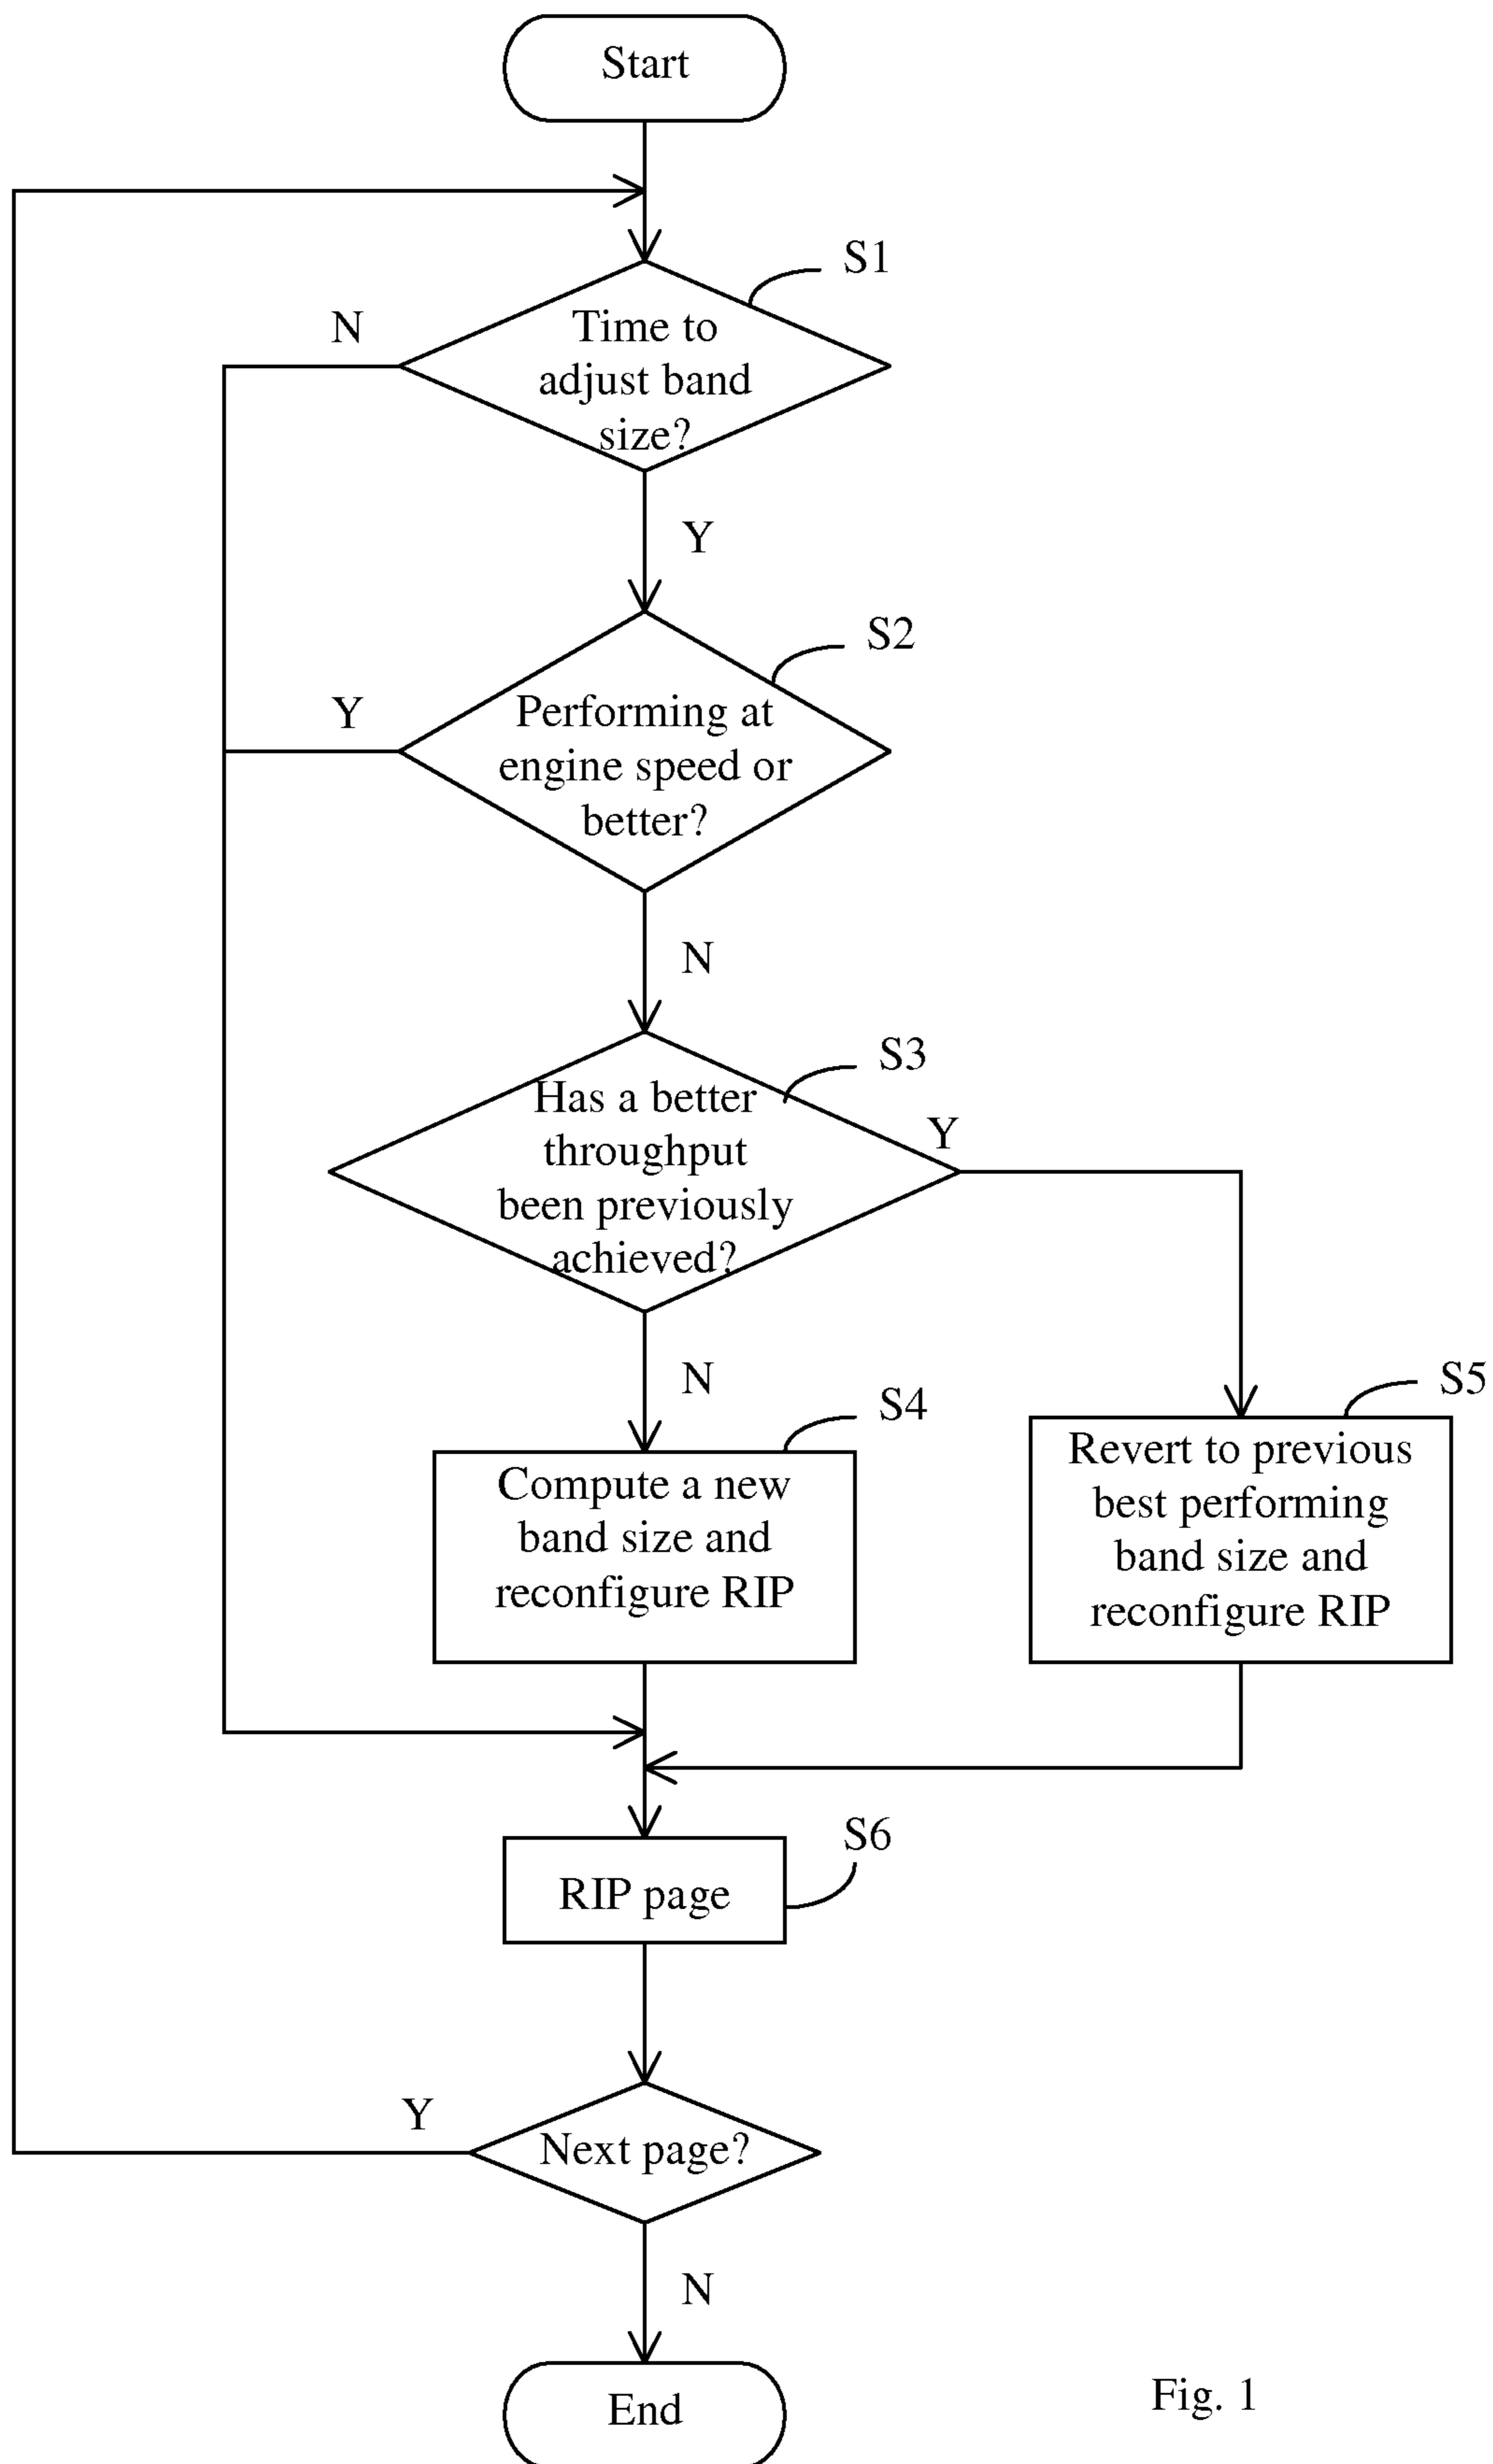 Start
S1
N
Time to
adjust band
size?
Y
S2
Y
Performing at
engine speed or
better?
N
S3
Has a better
throughput
been previously
achieved?
Y
N
S4
S5
Compute a new
band size and
reconfigure RIP
Revert to previous
best performing
band size and
reconfigure RIP
S6
RIP page
Y
Next page?
N
End
Fig. 1